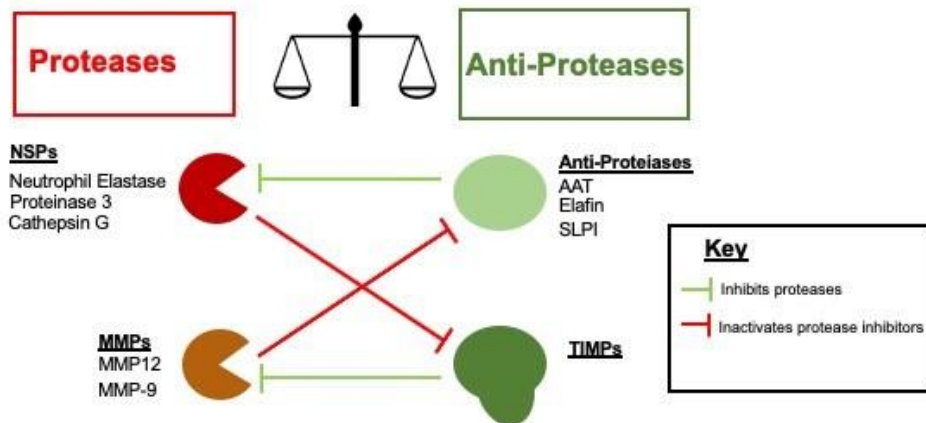 Proteases
Anti-Proteases
NSPs
Neutrophil Elastase
Proteinase 3
Cathepsin G
Anti-Proteiases
AAT
Elafin
SLPI
MMPs
MMP12
MMP-9
TIMPs
Key
Inhibits proteases
Inactivates protease inhibitors